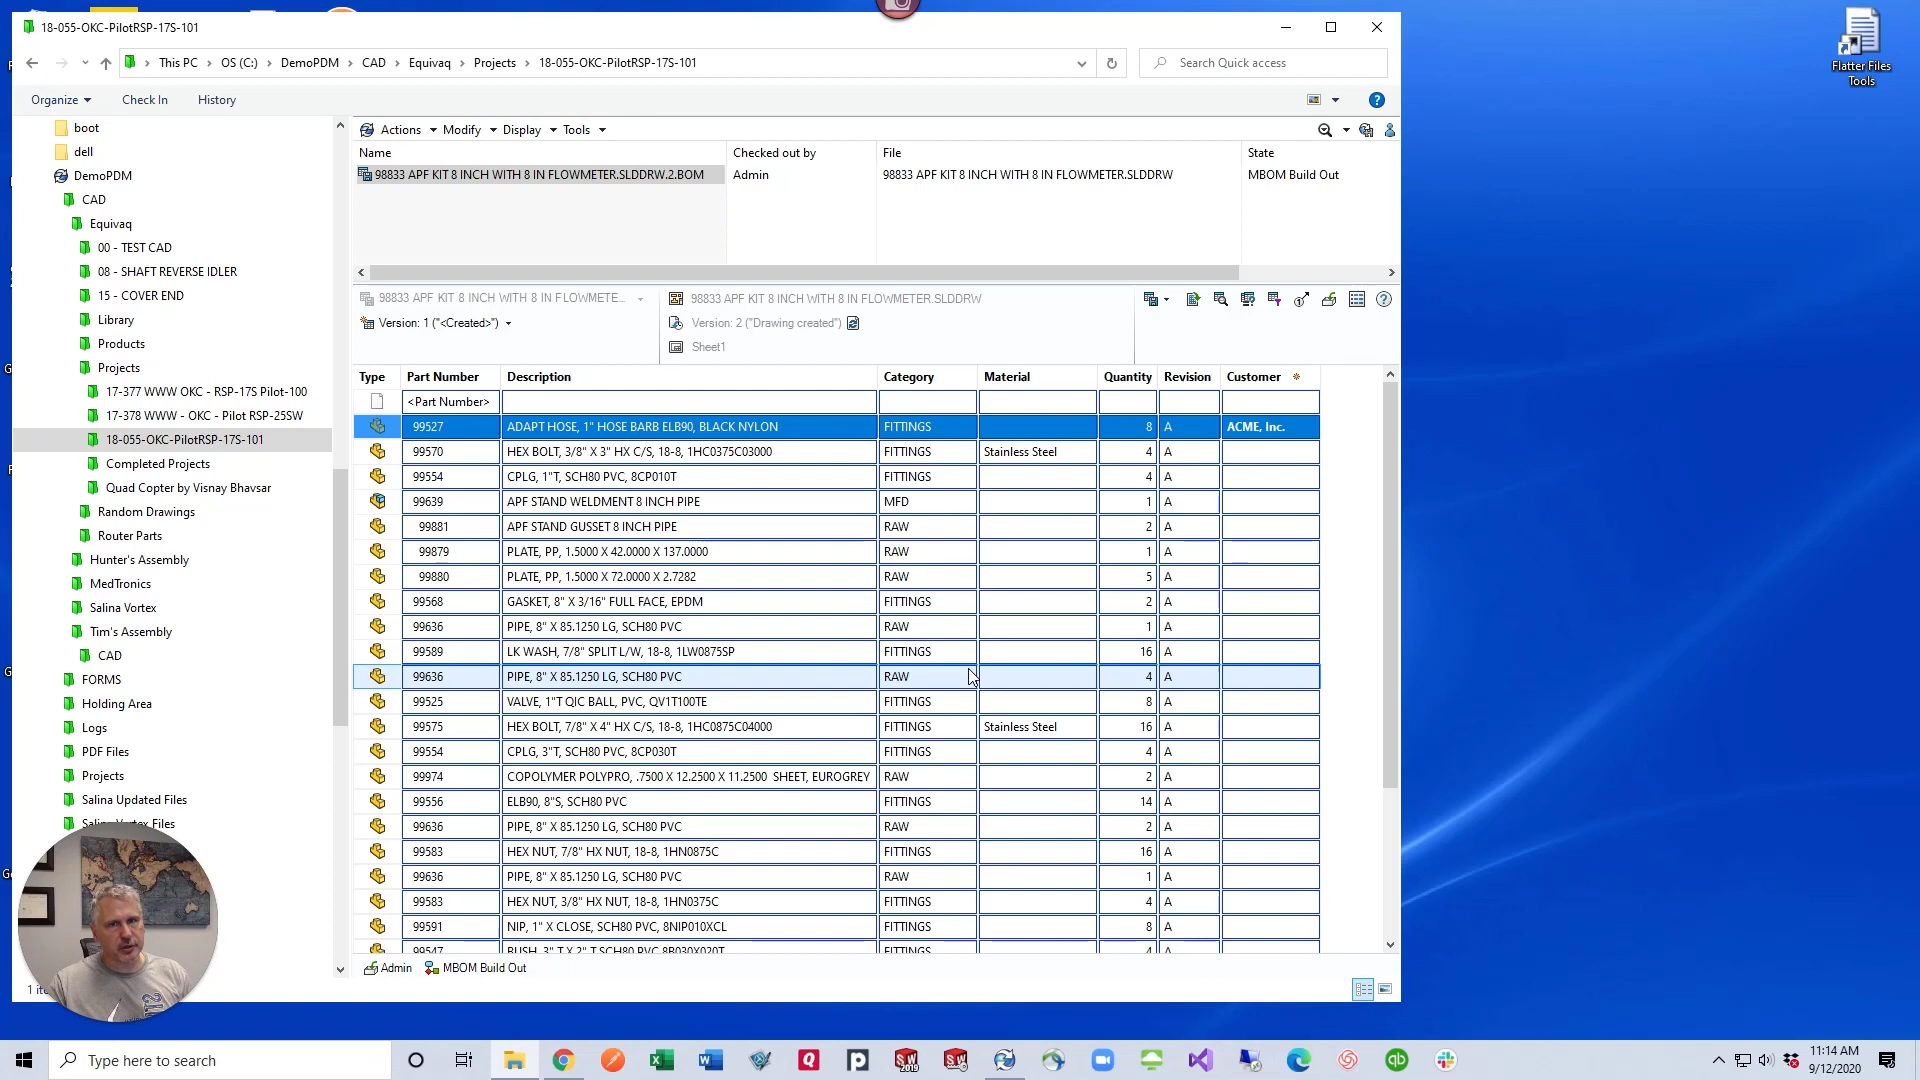 18-055-OKC-PilotRSP-17S-101
This PC > OS (C:) > DemoPDM > CAD > Equivaq > Projects > 18-055-OKC-PilotRSP-17S-101
Search Quick access
Organize Check In History
boot
dell
DemoPDM
CAD
Equivaq
00 - TEST CAD
08 - SHAFT REVERSE IDLER
15 - COVER END
Library
Products
Projects
17-377 WWW OKC - RSP-17S Pilot-100
17-378 WWW - OKC - Pilot RSP-25SW
18-055-OKC-PilotRSP-17S-101
Completed Projects
Quad Copter by Visnay Bhavsar
Random Drawings
Router Parts
Hunter's Assembly
MedTronics
Salina Vortex
Tim's Assembly
CAD
FORMS
Holding Area
Logs
PDF Files
Projects
Salina Updated Files
Salina Vortex Files
Actions Modify Display Tools
Name Checked out by File State
98833 APF KIT 8 INCH WITH 8 IN FLOWMETER.SLDDRW.2.BOM Admin 98833 APF KIT 8 INCH WITH 8 IN FLOWMETER.SLDDRW MBOM Build Out
98833 APF KIT 8 INCH WITH 8 IN FLOWMETE... 98833 APF KIT 8 INCH WITH 8 IN FLOWMETER.SLDDRW
Version: 1 ("<Created>") Version: 2 ("Drawing created")
Sheet1
Type Part Number Description Category Material Quantity Revision Customer
<Part Number>
99527 ADAPT HOSE, 1" HOSE BARB ELB90, BLACK NYLON FITTINGS 8 A ACME, Inc.
99570 HEX BOLT, 3/8" X 3" HX C/S, 18-8, 1HC0375C03000 FITTINGS Stainless Steel 4 A
99554 CPLG, 1"T, SCH80 PVC, 8CP010T FITTINGS 4 A
99639 APF STAND WELDMENT 8 INCH PIPE MFD 1 A
99881 APF STAND GUSSET 8 INCH PIPE RAW 2 A
99879 PLATE, PP, 1.5000 X 42.0000 X 137.0000 RAW 1 A
99880 PLATE, PP, 1.5000 X 72.0000 X 2.7282 RAW 5 A
99568 GASKET, 8" X 3/16" FULL FACE, EPDM FITTINGS 2 A
99636 PIPE, 8" X 85.1250 LG, SCH80 PVC RAW 1 A
99589 LK WASH, 7/8" SPLIT L/W, 18-8, 1LW0875SP FITTINGS 16 A
99636 PIPE, 8" X 85.1250 LG, SCH80 PVC RAW 4 A
99525 VALVE, 1"T QIC BALL, PVC, QV1T100TE FITTINGS 8 A
99575 HEX BOLT, 7/8" X 4" HX C/S, 18-8, 1HC0875C04000 FITTINGS Stainless Steel 16 A
99554 CPLG, 3"T, SCH80 PVC, 8CP030T FITTINGS 4 A
99974 COPOLYMER POLYPRO, .7500 X 12.2500 X 11.2500 SHEET, EUROGREY RAW 2 A
99556 ELB90, 8"S, SCH80 PVC FITTINGS 14 A
99636 PIPE, 8" X 85.1250 LG, SCH80 PVC RAW 2 A
99583 HEX NUT, 7/8" HX NUT, 18-8, 1HN0875C FITTINGS 16 A
99636 PIPE, 8" X 85.1250 LG, SCH80 PVC RAW 1 A
99583 HEX NUT, 3/8" HX NUT, 18-8, 1HN0375C FITTINGS 4 A
99591 NIP, 1" X CLOSE, SCH80 PVC, 8NIP010XCL FITTINGS 8 A
99547 BUSH, 3" T X 2" T SCH80 PVC 8B030X020T FITTINGS 4 A
Admin MBOM Build Out
Flatter Files
Tools
Type here to search
11:14 AM
9/12/2020